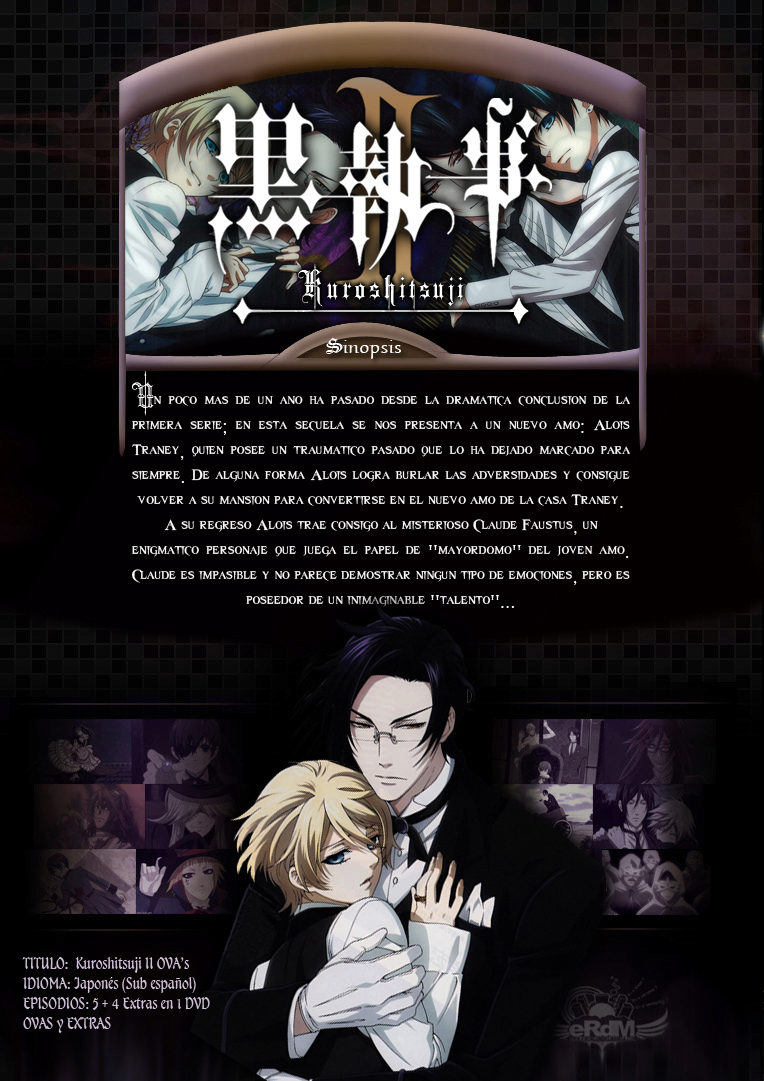 黒執事
II
Kuroshitsuji
Sinopsis
Un poco mas de un ano ha pasado desde la dramatica conclusion de la
primera serie; en esta secuela se nos presenta a un nuevo amo: Alois
Traney, quien posee un traumatico pasado que lo ha dejado marcado para
siempre. De alguna forma Alois logra burlar las adversidades y consigue
volver a su mansion para convertirse en el nuevo amo de la casa Traney.
A su regreso Alois trae consigo al misterioso Claude Faustus, un
enigmatico personaje que juega el papel de "mayordomo" del joven amo.
Claude es impasible y no parece demostrar ningun tipo de emociones, pero es
poseedor de un inimaginable "talento"...
TITULO: Kuroshitsuji II OVA's
IDIOMA: Japonés (Sub español)
EPISODIOS: 5 + 4 Extras en 1 DVD
OVAS y EXTRAS
eRdM